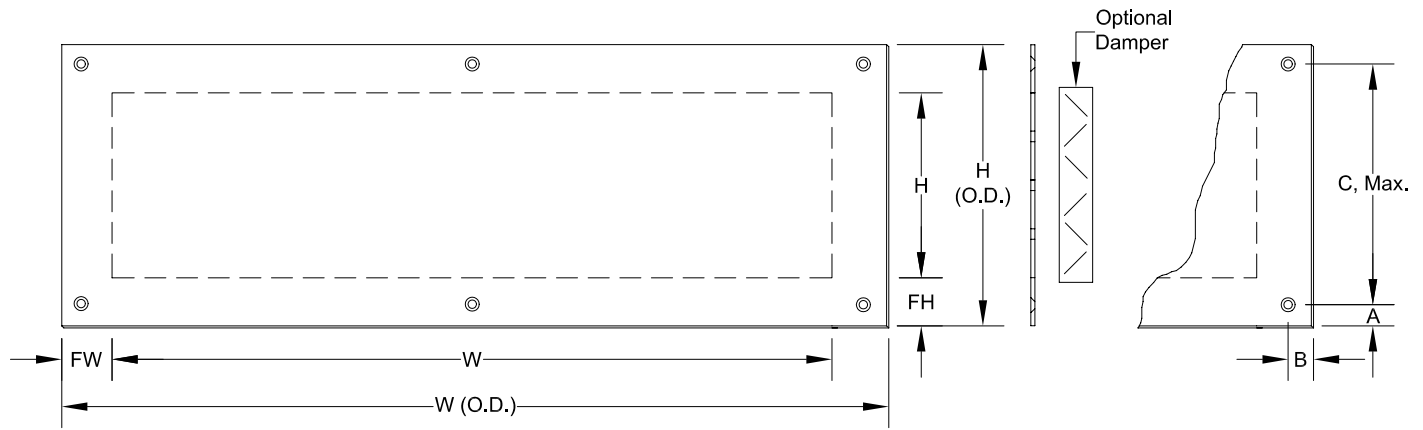 Optional
Damper
H
H
(O.D.)
C, Max.
FH
A
FW
W
B
W (O.D.)